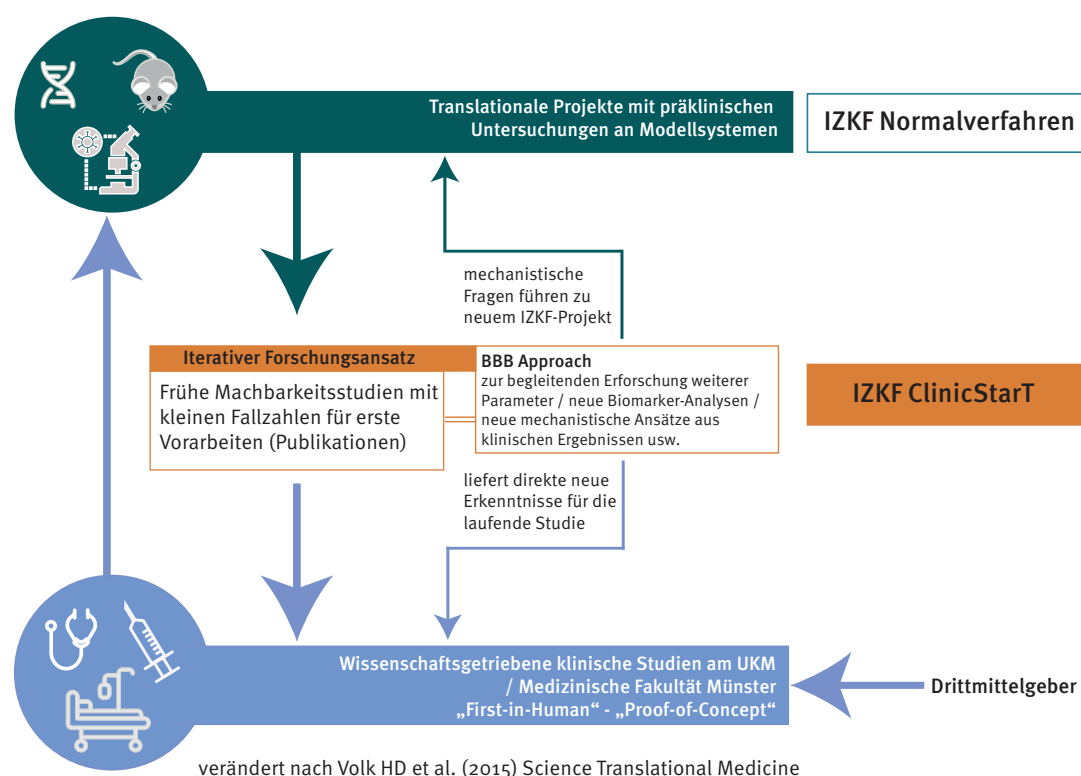 Translationale Projekte mit präklinischen
Untersuchungen an Modellsystemen
IZKF Normalverfahren
mechanistische
Fragen führen zu
neuem IZKF-Projekt
Iterativer Forschungsansatz
Frühe Machbarkeitsstudien mit
kleinen Fallzahlen für erste
Vorarbeiten (Publikationen)
BBB Approach
zur begleitenden Erforschung weiterer
Parameter / neue Biomarker-Analysen /
neue mechanistische Ansätze aus
klinischen Ergebnissen usw.
IZKF ClinicStarT
liefert direkte neue
Erkenntnisse für die
laufende Studie
Wissenschaftsgetriebene klinische Studien am UKM
/ Medizinische Fakultät Münster
„First-in-Human“ - „Proof-of-Concept“
Drittmittelgeber
verändert nach Volk HD et al. (2015) Science Translational Medicine